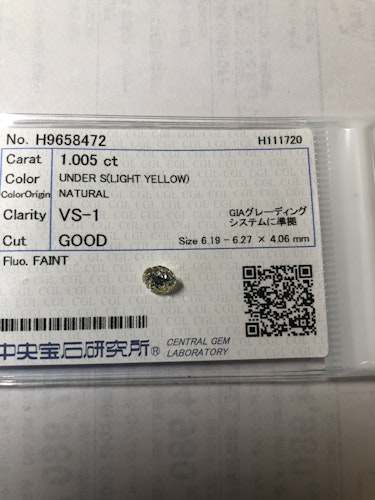 No. H9658472 H111720
Carat 1.005 ct
Color UNDER S(LIGHT YELLOW)
ColorOrigin NATURAL
Clarity VS-1 GIAグレーディング
システムに準拠
Cut GOOD Size 6.19 - 6.27 × 4.06 mm
Fluo. FAINT
中央宝石研究所® CENTRAL GEM
LABORATORY